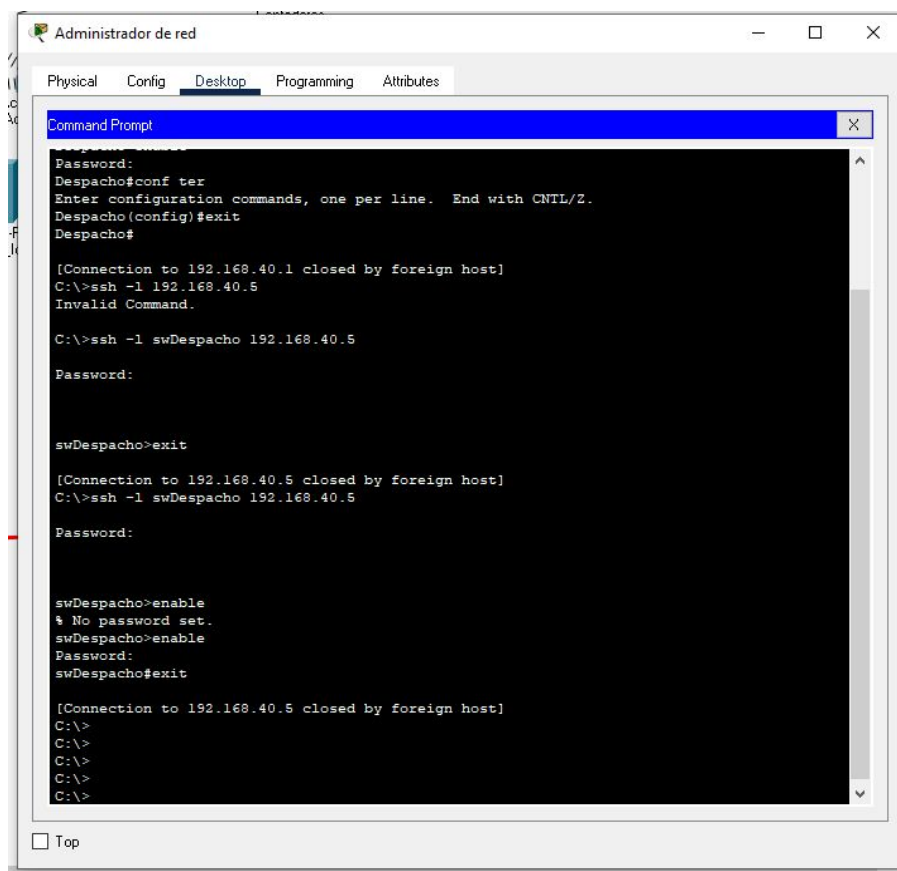 Administrador de red
Physical Config Desktop Programming Attributes
Command Prompt
X
Password:
Despacho#conf ter
Enter configuration commands, one per line. End with CNTL/Z.
Despacho(config)#exit
Despacho#
[Connection to 192.168.40.1 closed by foreign host]
C:\>ssh -l 192.168.40.5
Invalid Command.
C:\>ssh -l swDespacho 192.168.40.5
Password:
swDespacho>exit
[Connection to 192.168.40.5 closed by foreign host]
C:\>ssh -l swDespacho 192.168.40.5
Password:
swDespacho>enable
% No password set.
swDespacho>enable
Password:
swDespacho#exit
[Connection to 192.168.40.5 closed by foreign host]
C:\>
C:\>
C:\>
C:\>
C:\>
Top